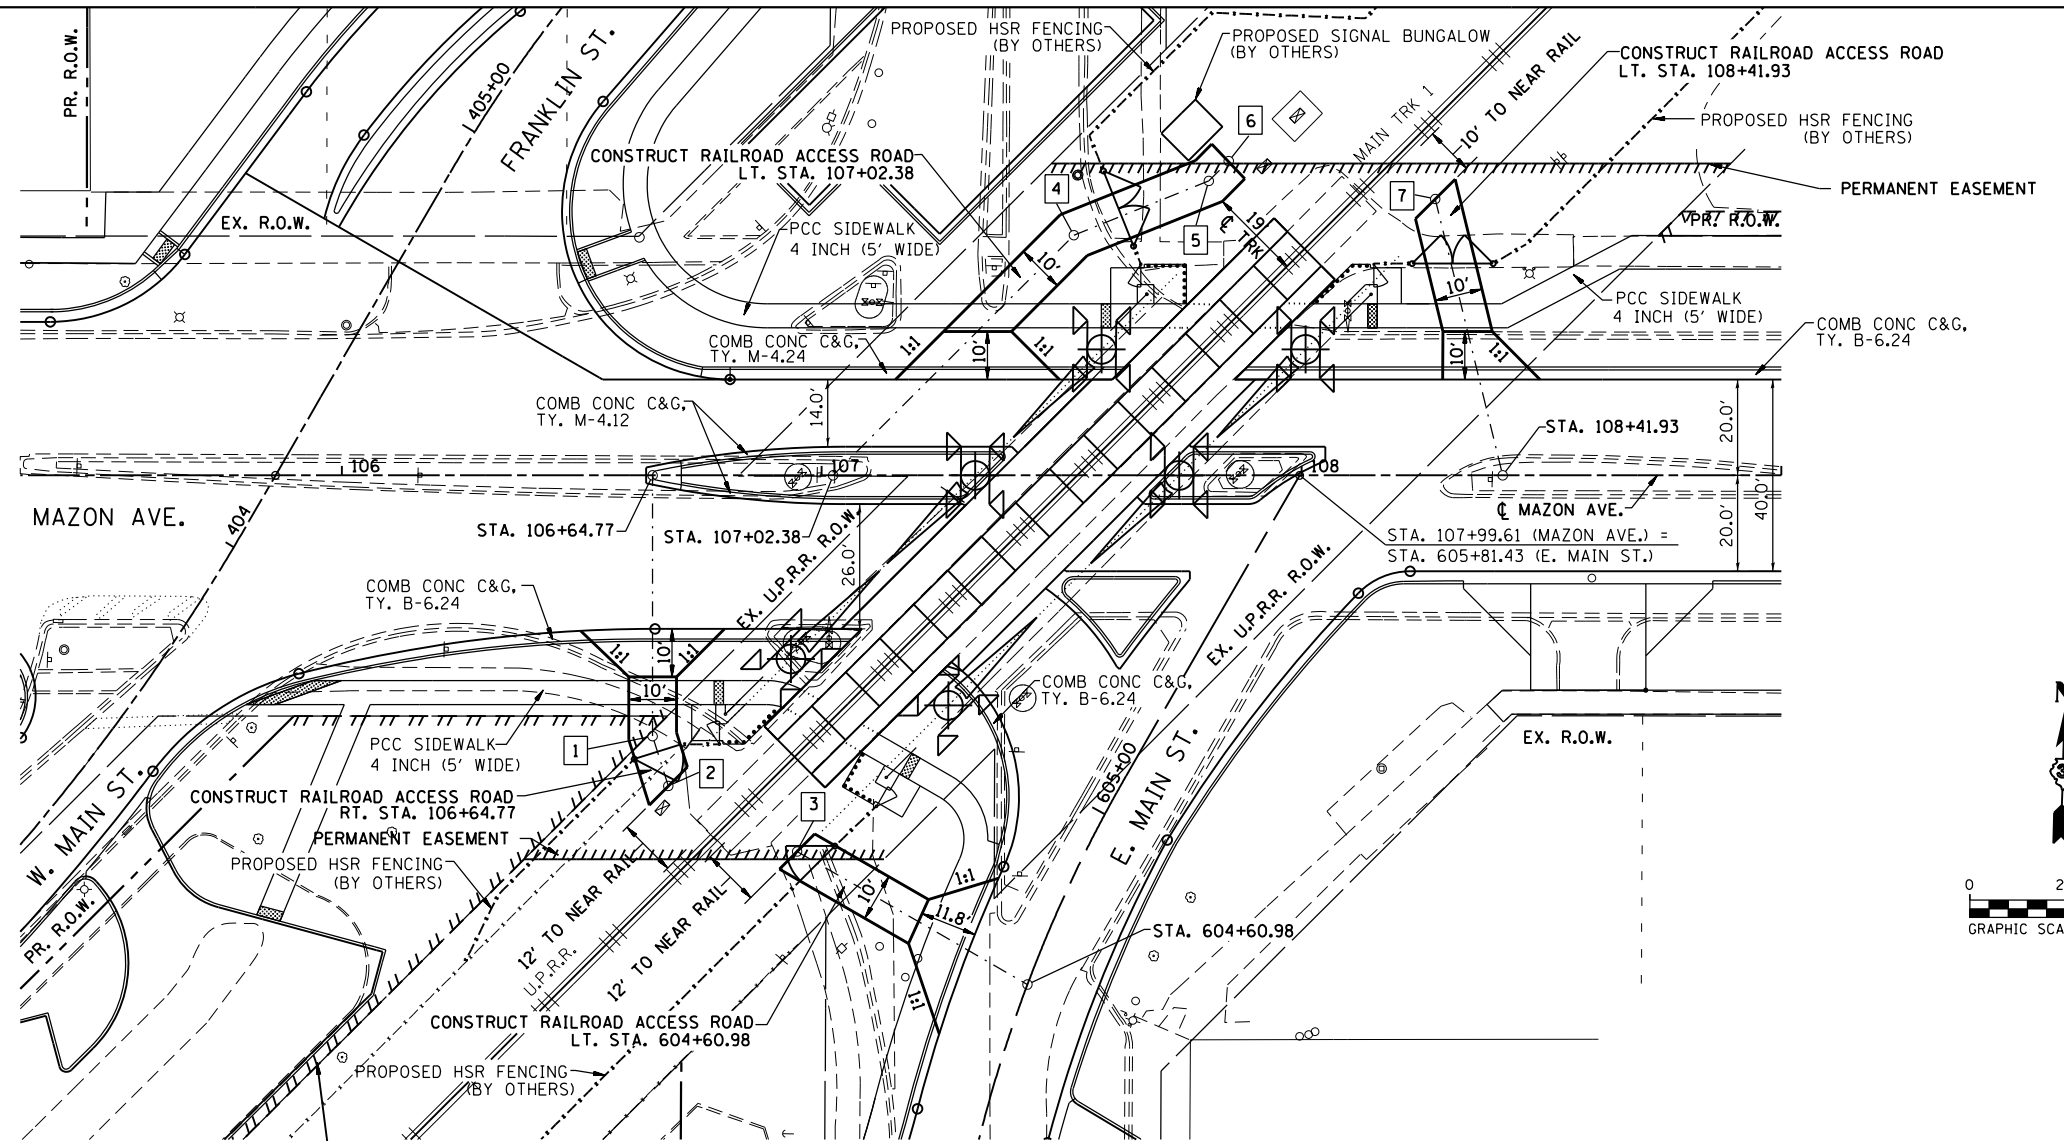 PR. R.O.W.
405+00
FRANKLIN ST.
PROPOSED HSR FENCING
(BY OTHERS)
PROPOSED SIGNAL BUNGALOW
(BY OTHERS)
MAIN TRK 1
10' TO NEAR RAIL
CONSTRUCT RAILROAD ACCESS ROAD
LT. STA. 108+41.93
PROPOSED HSR FENCING
(BY OTHERS)
CONSTRUCT RAILROAD ACCESS ROAD
LT. STA. 107+02.38
6
4
5
7
PERMANENT EASEMENT
PR. R.O.W.
EX. R.O.W.
PCC SIDEWALK
4 INCH (5' WIDE)
19'
℄ TRK
10'
10'
PCC SIDEWALK
4 INCH (5' WIDE)
COMB CONC C&G,
TY. B-6.24
COMB CONC C&G,
TY. M-4.24
1:1
10'
1:1
10'
1:1
14.0'
COMB CONC C&G,
TY. M-4.12
STA. 108+41.93
20.0'
106
107
108
MAZON AVE.
404
STA. 106+64.77
STA. 107+02.38
℄ MAZON AVE.
20.0'
40.0'
STA. 107+99.61 (MAZON AVE.) =
STA. 605+81.43 (E. MAIN ST.)
EX. U.P.R.R. R.O.W.
26.0'
COMB CONC C&G,
TY. B-6.24
EX. U.P.R.R. R.O.W.
1:1
10'
1:1
10'
COMB CONC C&G,
TY. B-6.24
N
PCC SIDEWALK
4 INCH (5' WIDE)
1
2
3
EX. R.O.W.
605+00
E. MAIN ST.
W. MAIN ST.
CONSTRUCT RAILROAD ACCESS ROAD
RT. STA. 106+64.77
PERMANENT EASEMENT
PROPOSED HSR FENCING
(BY OTHERS)
PR. R.O.W.
12' TO NEAR RAIL
U.P.R.R.
12' TO NEAR RAIL
10'
1:1
11.8'
1:1
STA. 604+60.98
0
2
GRAPHIC SCA
CONSTRUCT RAILROAD ACCESS ROAD
LT. STA. 604+60.98
PROPOSED HSR FENCING
(BY OTHERS)